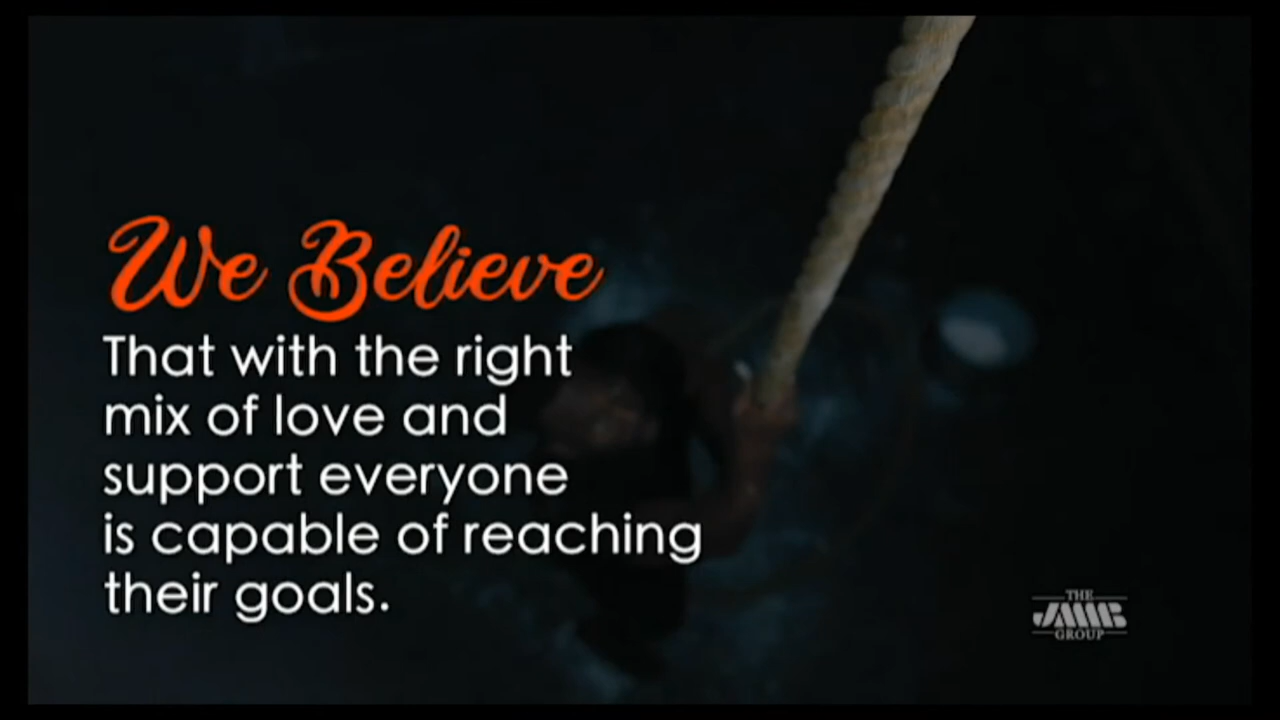 We Believe
That with the right
mix of love and
support everyone
is capable of reaching
their goals.
THE
JMMB
GROUP